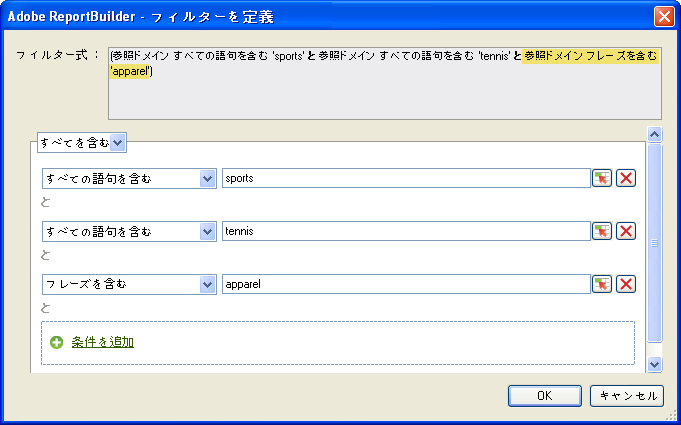 Adobe ReportBuilder - フィルターを定義
フィルター式 :
(参照ドメイン すべての語句を含む 'sports' と 参照ドメイン すべての語句を含む 'tennis' と 参照ドメイン フレーズを含む
'apparel')
すべてを含む
すべての語句を含む sports
と
すべての語句を含む tennis
と
フレーズを含む apparel
と
条件を追加
OK キャンセル